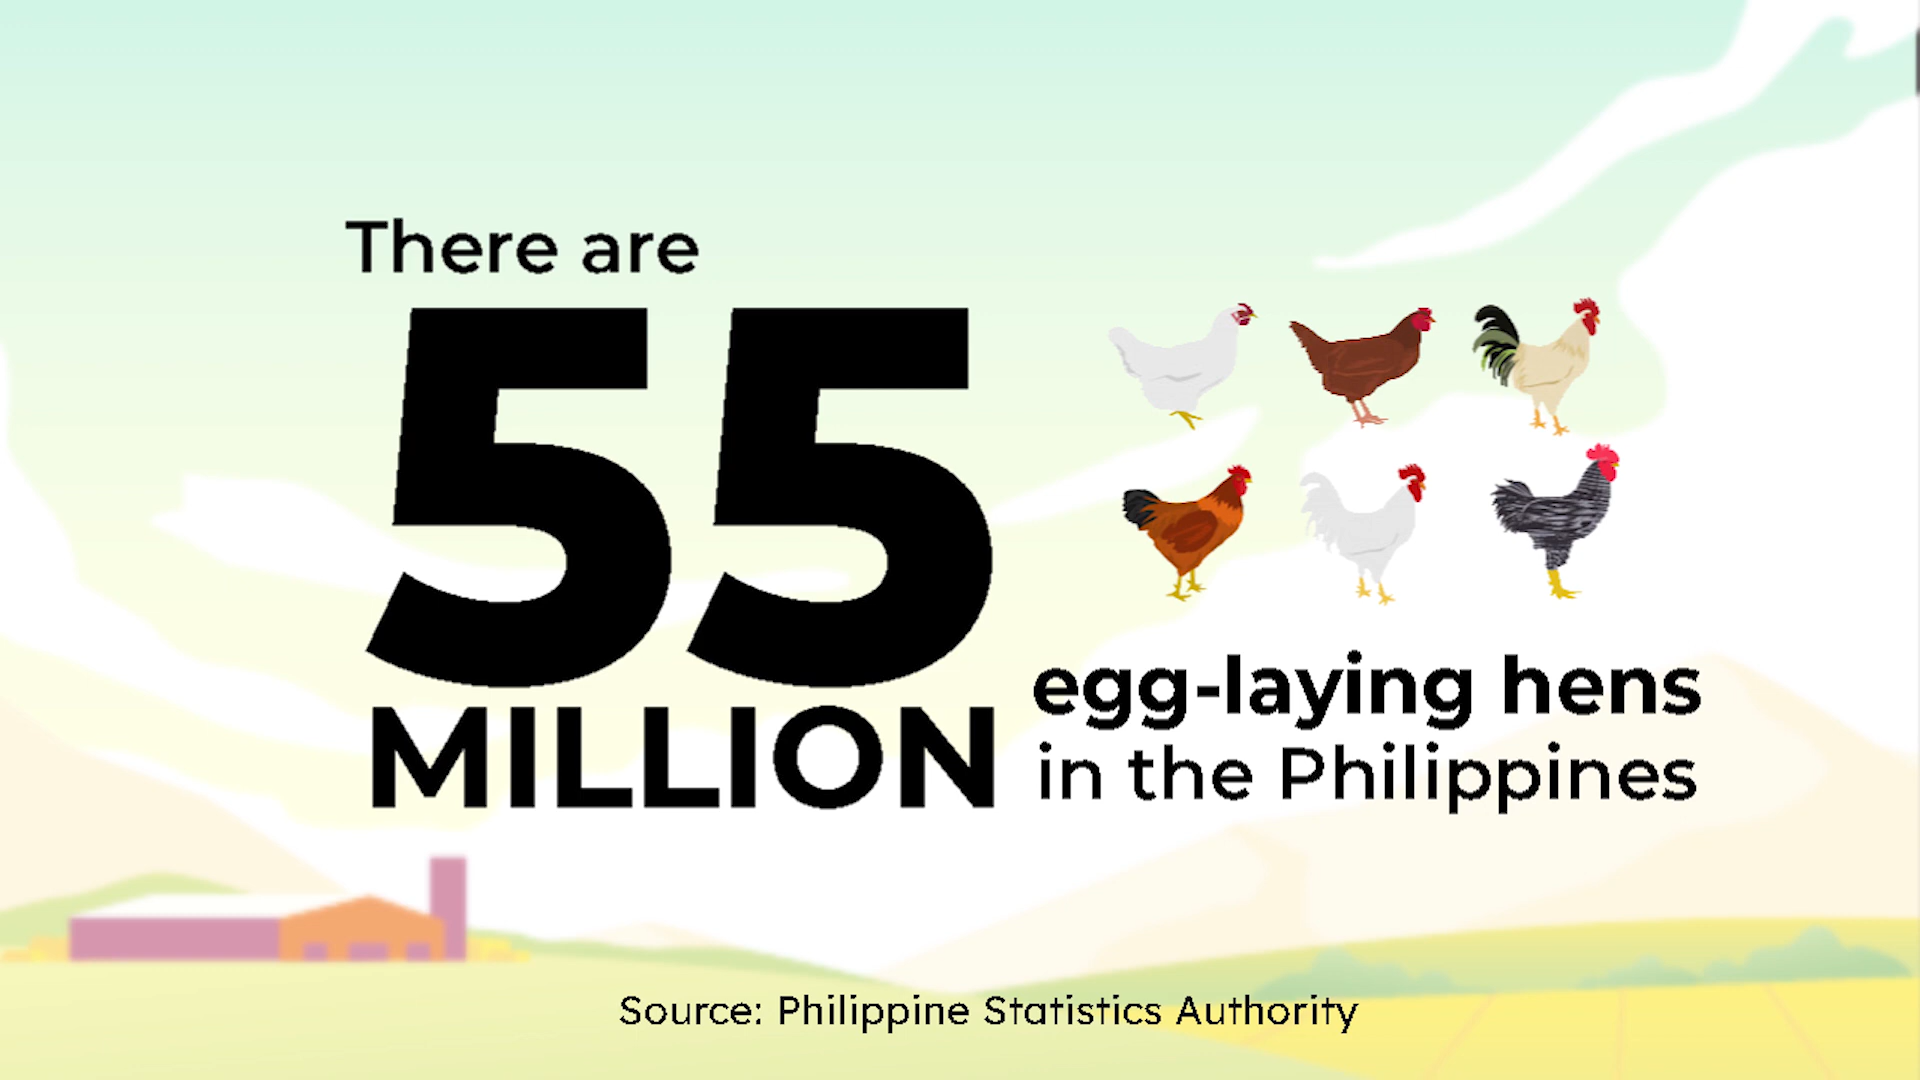 There are
55
MILLION
egg-laying hens
in the Philippines
Source: Philippine Statistics Authority